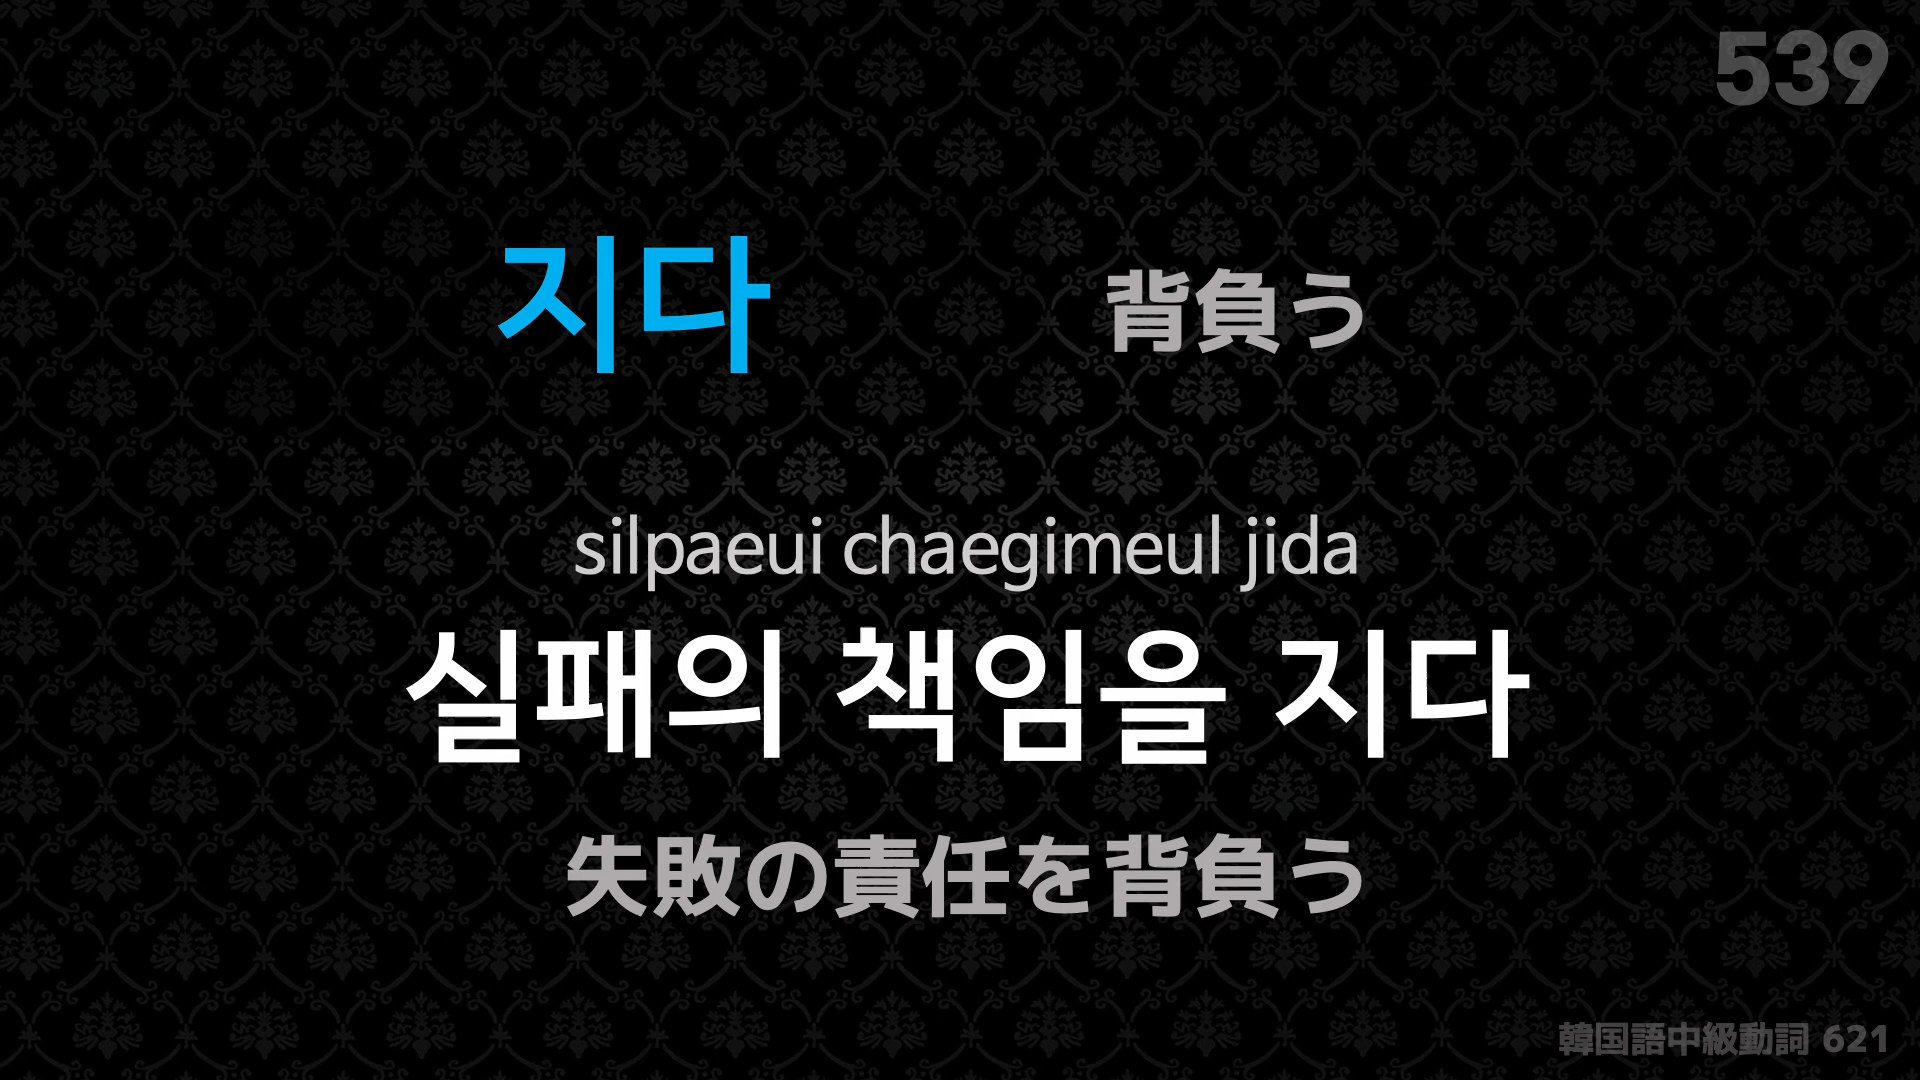 539
지다 背負う
silpaeui chaegimeul jida
실패의 책임을 지다
失敗の責任を背負う
韓国語中級動詞 621